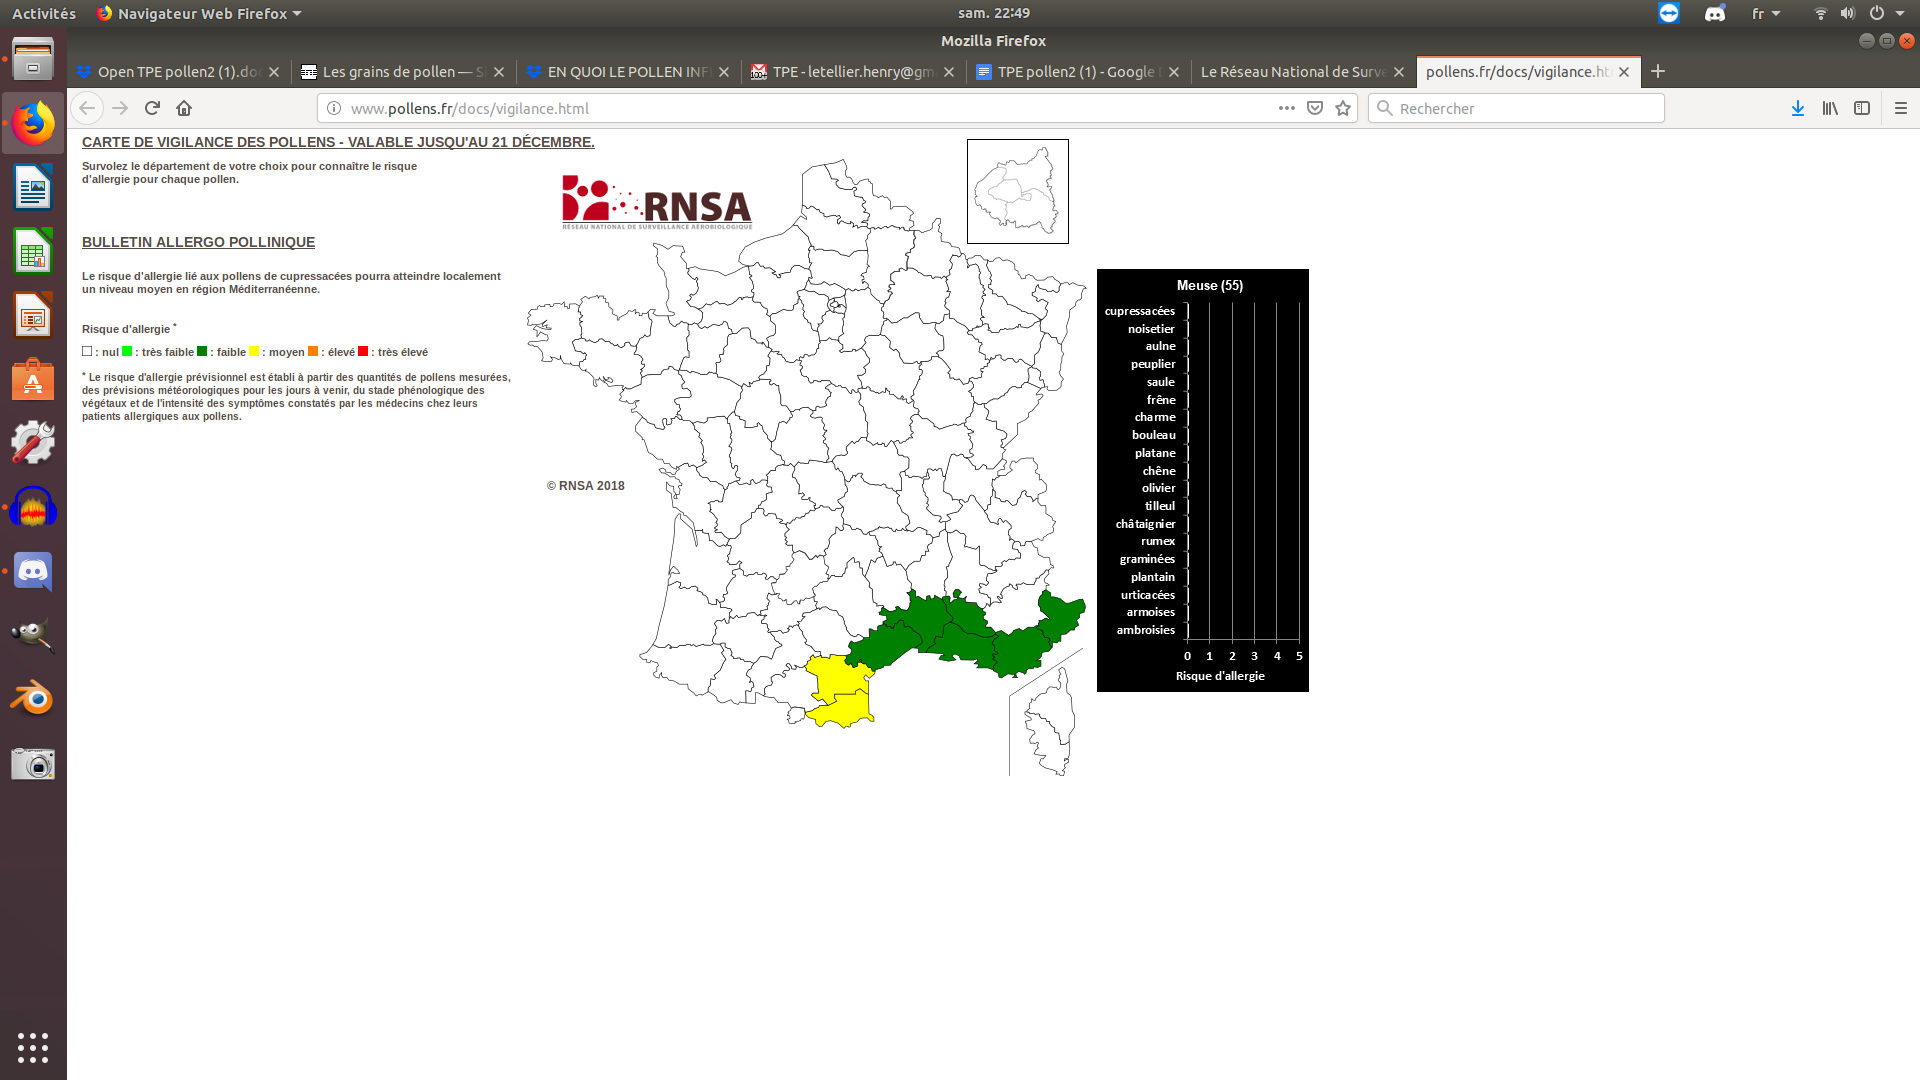 Activités
Navigateur Web Firefox
sam. 22:49
fr
Mozilla Firefox
Open TPE pollen2 (1).doc
Les grains de pollen — S
EN QUOI LE POLLEN INF
TPE - letellier.henry@gm
TPE pollen2 (1) - Google
Le Réseau National de Surve
pollens.fr/docs/vigilance.ht
www.pollens.fr/docs/vigilance.html
Rechercher
CARTE DE VIGILANCE DES POLLENS - VALABLE JUSQU'AU 21 DÉCEMBRE.
Survolez le département de votre choix pour connaître le risque
d'allergie pour chaque pollen.
RNSA
RÉSEAU NATIONAL DE SURVEILLANCE AÉROBIOLOGIQUE
BULLETIN ALLERGO POLLINIQUE
Le risque d'allergie lié aux pollens de cupressacées pourra atteindre localement
un niveau moyen en région Méditerranéenne.
Risque d'allergie *
: nul : très faible : faible : moyen : élevé : très élevé
* Le risque d'allergie prévisionnel est établi à partir des quantités de pollens mesurées,
des prévisions météorologiques pour les jours à venir, du stade phénologique des
végétaux et de l'intensité des symptômes constatés par les médecins chez leurs
patients allergiques aux pollens.
© RNSA 2018
Meuse (55)
cupressacées
noisetier
aulne
peuplier
saule
frêne
charme
bouleau
platane
chêne
olivier
tilleul
châtaignier
rumex
graminées
plantain
urticacées
armoises
ambroisies
0 1 2 3 4 5
Risque d'allergie